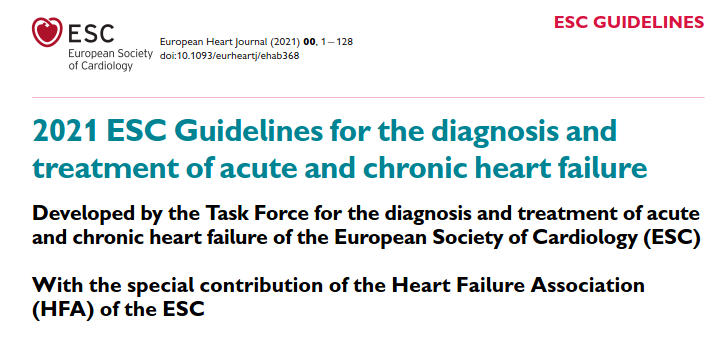 ESC
European Society
of Cardiology
European Heart Journal (2021) 00, 1–128
doi:10.1093/eurheartj/ehab368
ESC GUIDELINES
2021 ESC Guidelines for the diagnosis and
treatment of acute and chronic heart failure
Developed by the Task Force for the diagnosis and treatment of acute
and chronic heart failure of the European Society of Cardiology (ESC)
With the special contribution of the Heart Failure Association
(HFA) of the ESC